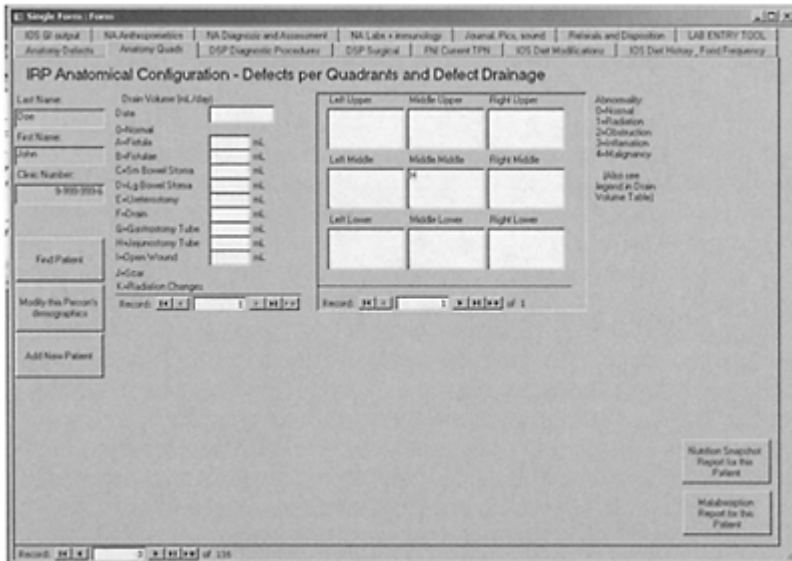 Single Form : Form
IOS GI output NA Anthropometrics NA Diagnosis and Assessment NA Labs + immunology Journal, Pics, sound Referrals and Disposition LAB ENTRY TOOL
Anatomy-Defects Anatomy Quads DSP Diagnostic Procedures DSP Surgical PNI Current TPN IOS Diet Modifications IOS Diet History, Food Frequency
IRP Anatomical Configuration - Defects per Quadrants and Defect Drainage
Last Name:
Doe
First Name:
John
Clinic Number:
9-999-999-6
Find Patient
Modify this Person's
demographics
Add New Patient
Drain Volume (mL/day)
Date
0=Normal
A=Fistula mL
B=Fistulae mL
C=Sm Bowel Stoma mL
D=Lg Bowel Stoma mL
E=Ureterostomy mL
F=Drain mL
G=Gastrostomy Tube mL
H=Jejunostomy Tube mL
I=Open Wound mL
J=Scar
K=Radiation Changes
Record: 1
Left Upper Middle Upper Right Upper
Left Middle Middle Middle Right Middle
H
Left Lower Middle Lower Right Lower
Record: 1 of 1
Abnormality:
0=Normal
1=Radiation
2=Obstruction
3=Inflamation
4=Malignancy
(Also see
legend in Drain
Volume Table)
Nutrition Snapshot
Report for this
Patient
Malabsorption
Report for this
Patient
Record: 3 of 136